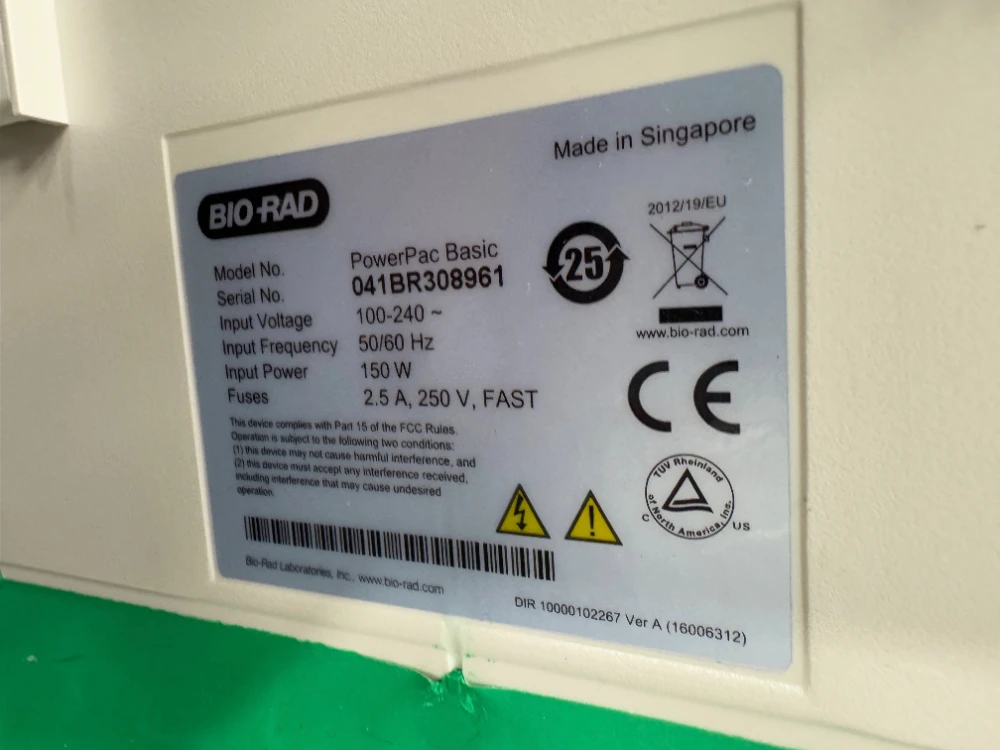 Made in Singapore
BIO-RAD
Model No. PowerPac Basic
Serial No. 041BR308961
Input Voltage 100-240 ~
Input Frequency 50/60 Hz
Input Power 150 W
Fuses 2.5 A, 250 V, FAST
25
2012/19/EU
www.bio-rad.com
CE
This device complies with Part 15 of the FCC Rules.
Operation is subject to the following two conditions:
(1) this device may not cause harmful interference, and
(2) this device must accept any interference received,
including interference that may cause undesired
operation.
TUV Rheinland
of North America, Inc.
C US
Bio-Rad Laboratories, Inc., www.bio-rad.com
DIR 10000102267 Ver A (16006312)